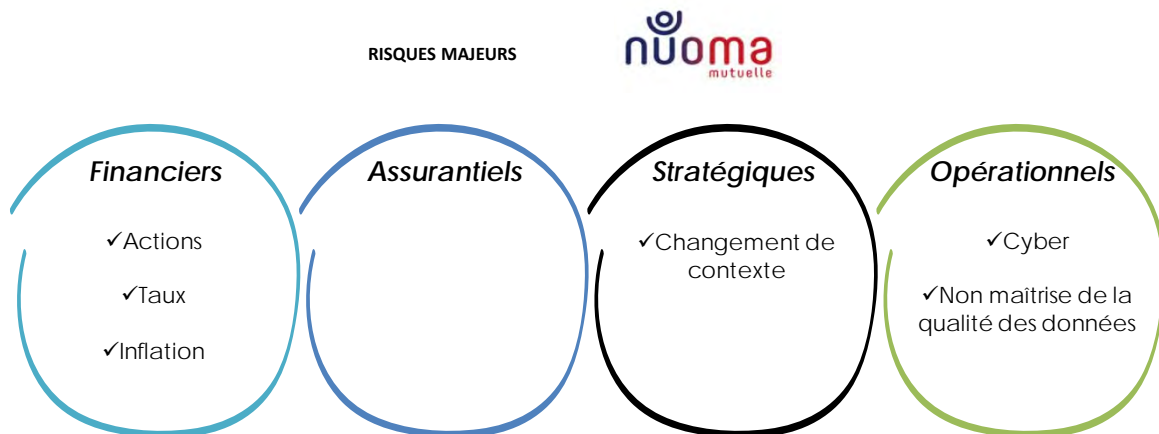 RISQUES MAJEURS
nuoma
mutuelle
Financiers
✓Actions
✓Taux
✓Inflation
Assurantiels
Stratégiques
✓Changement de
contexte
Opérationnels
✓Cyber
✓Non maîtrise de la
qualité des données